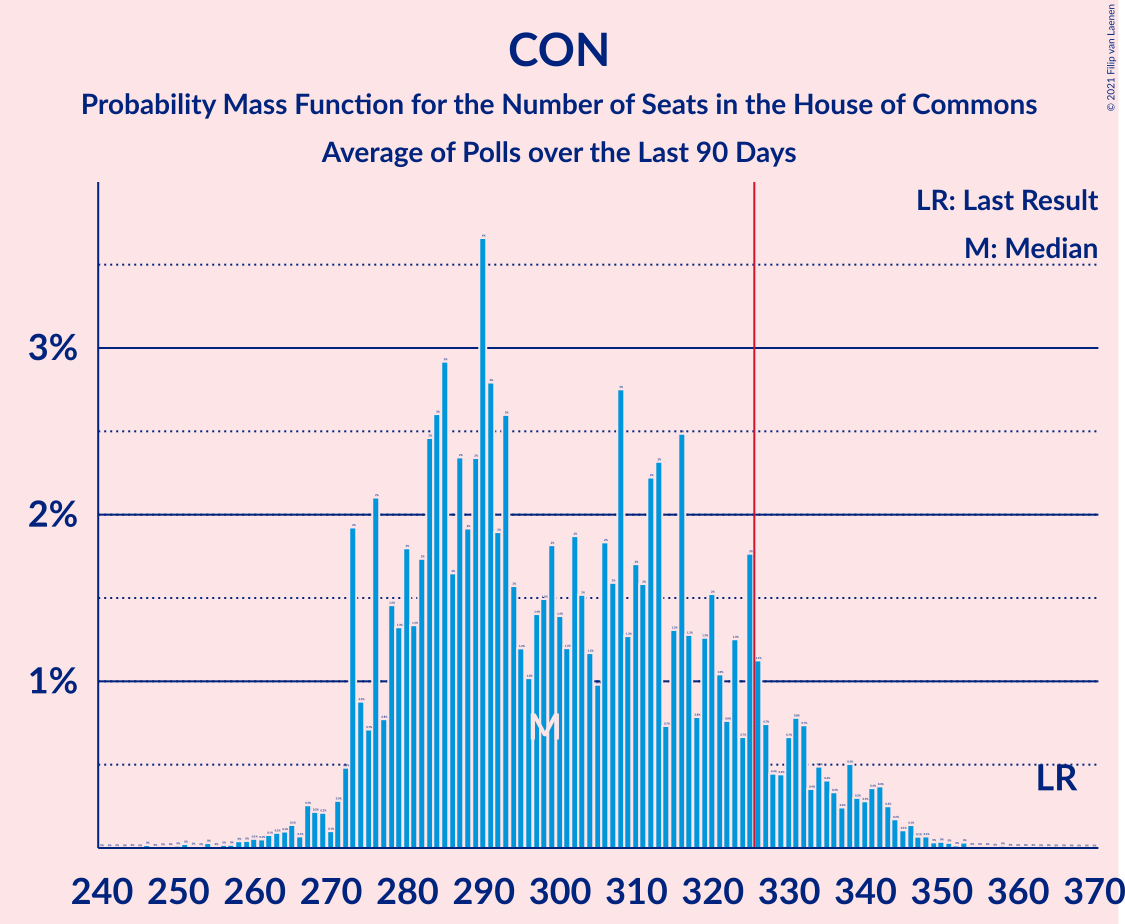 CON
Probability Mass Function for the Number of Seats in the House of Commons
Average of Polls over the Last 90 Days
© 2021 Filip van Laenen
LR: Last Result
M: Median
3%
2%
1%
M
LR
240 250 260 270 280 290 300 310 320 330 340 350 360 370